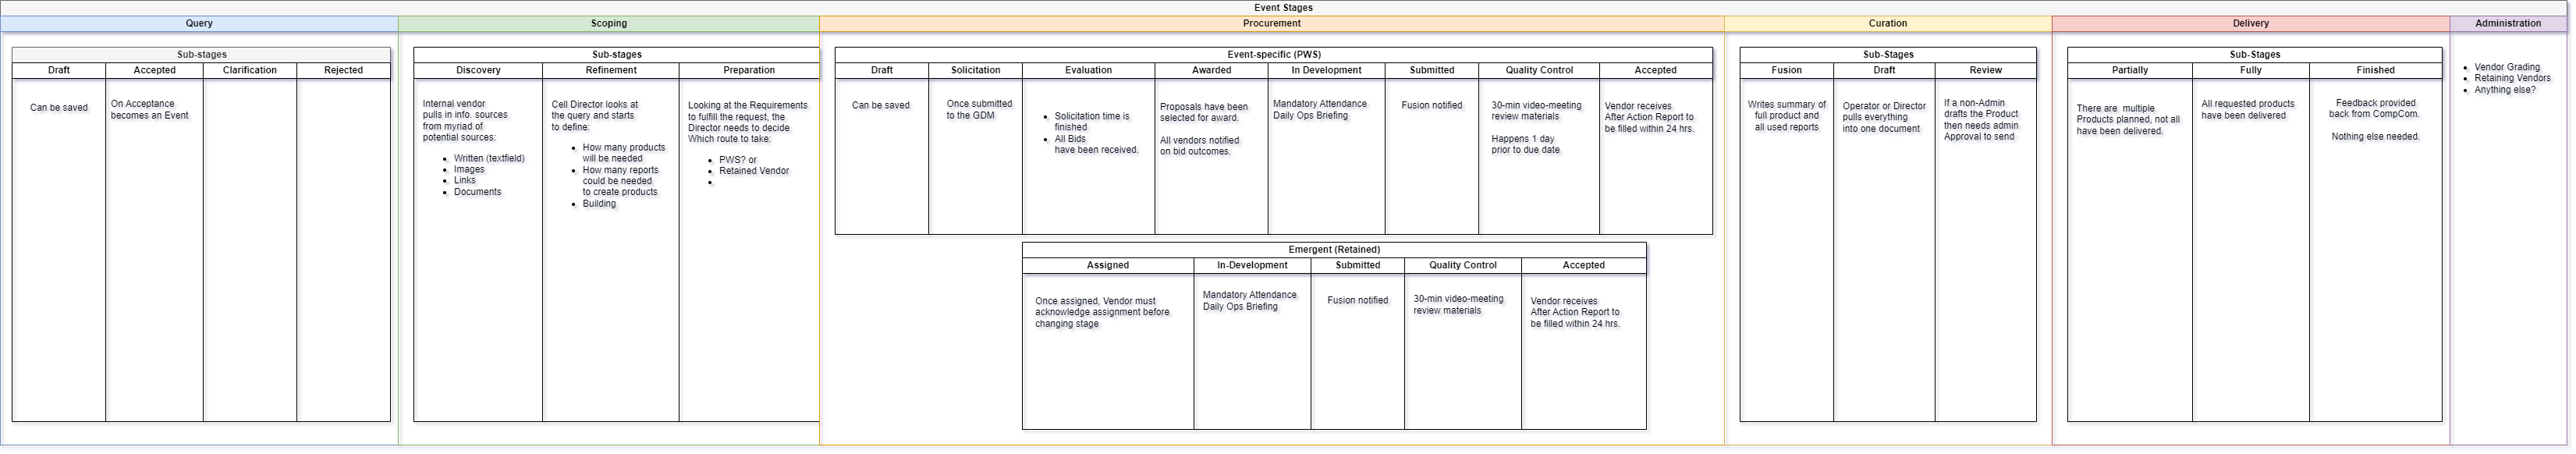 Event Stages
Query
Scoping
Procurement
Curation
Delivery
Administration
Sub-stages
Draft
Accepted
Clarification
Rejected
Can be saved
On Acceptance
becomes an Event
Sub-stages
Discovery
Refinement
Preparation
Internal vendor
pulls in info. sources
from myriad of
potential sources:
Written (textfield)
Images
Links
Documents
Cell Director looks at
the query and starts
to define:
How many products
will be needed
How many reports
could be needed
to create products
Building
Looking at the Requirements
to fulfill the request, the
Director needs to decide
Which route to take:
PWS? or
Retained Vendor
Event-specific (PWS)
Draft
Solicitation
Evaluation
Awarded
In Development
Submitted
Quality Control
Accepted
Can be saved
Once submitted
to the GDM
Solicitation time is
finished
All Bids
have been received.
Proposals have been
selected for award.
All vendors notified
on bid outcomes.
Mandatory Attendance
Daily Ops Briefing
Fusion notified
30-min video-meeting
review materials
Happens 1 day
prior to due date
Vendor receives
After Action Report to
be filled within 24 hrs.
Emergent (Retained)
Assigned
In-Development
Submitted
Quality Control
Accepted
Once assigned, Vendor must
acknowledge assignment before
changing stage
Mandatory Attendance
Daily Ops Briefing
Fusion notified
30-min video-meeting
review materials
Vendor receives
After Action Report to
be filled within 24 hrs.
Sub-Stages
Fusion
Draft
Review
Writes summary of
full product and
all used reports
Operator or Director
pulls everything
into one document
If a non-Admin
drafts the Product
then needs admin
Approval to send
Sub-Stages
Partially
Fully
Finished
There are multiple
Products planned, not all
have been delivered.
All requested products
have been delivered
Feedback provided
back from CompCom.
Nothing else needed.
Vendor Grading
Retaining Vendors
Anything else?